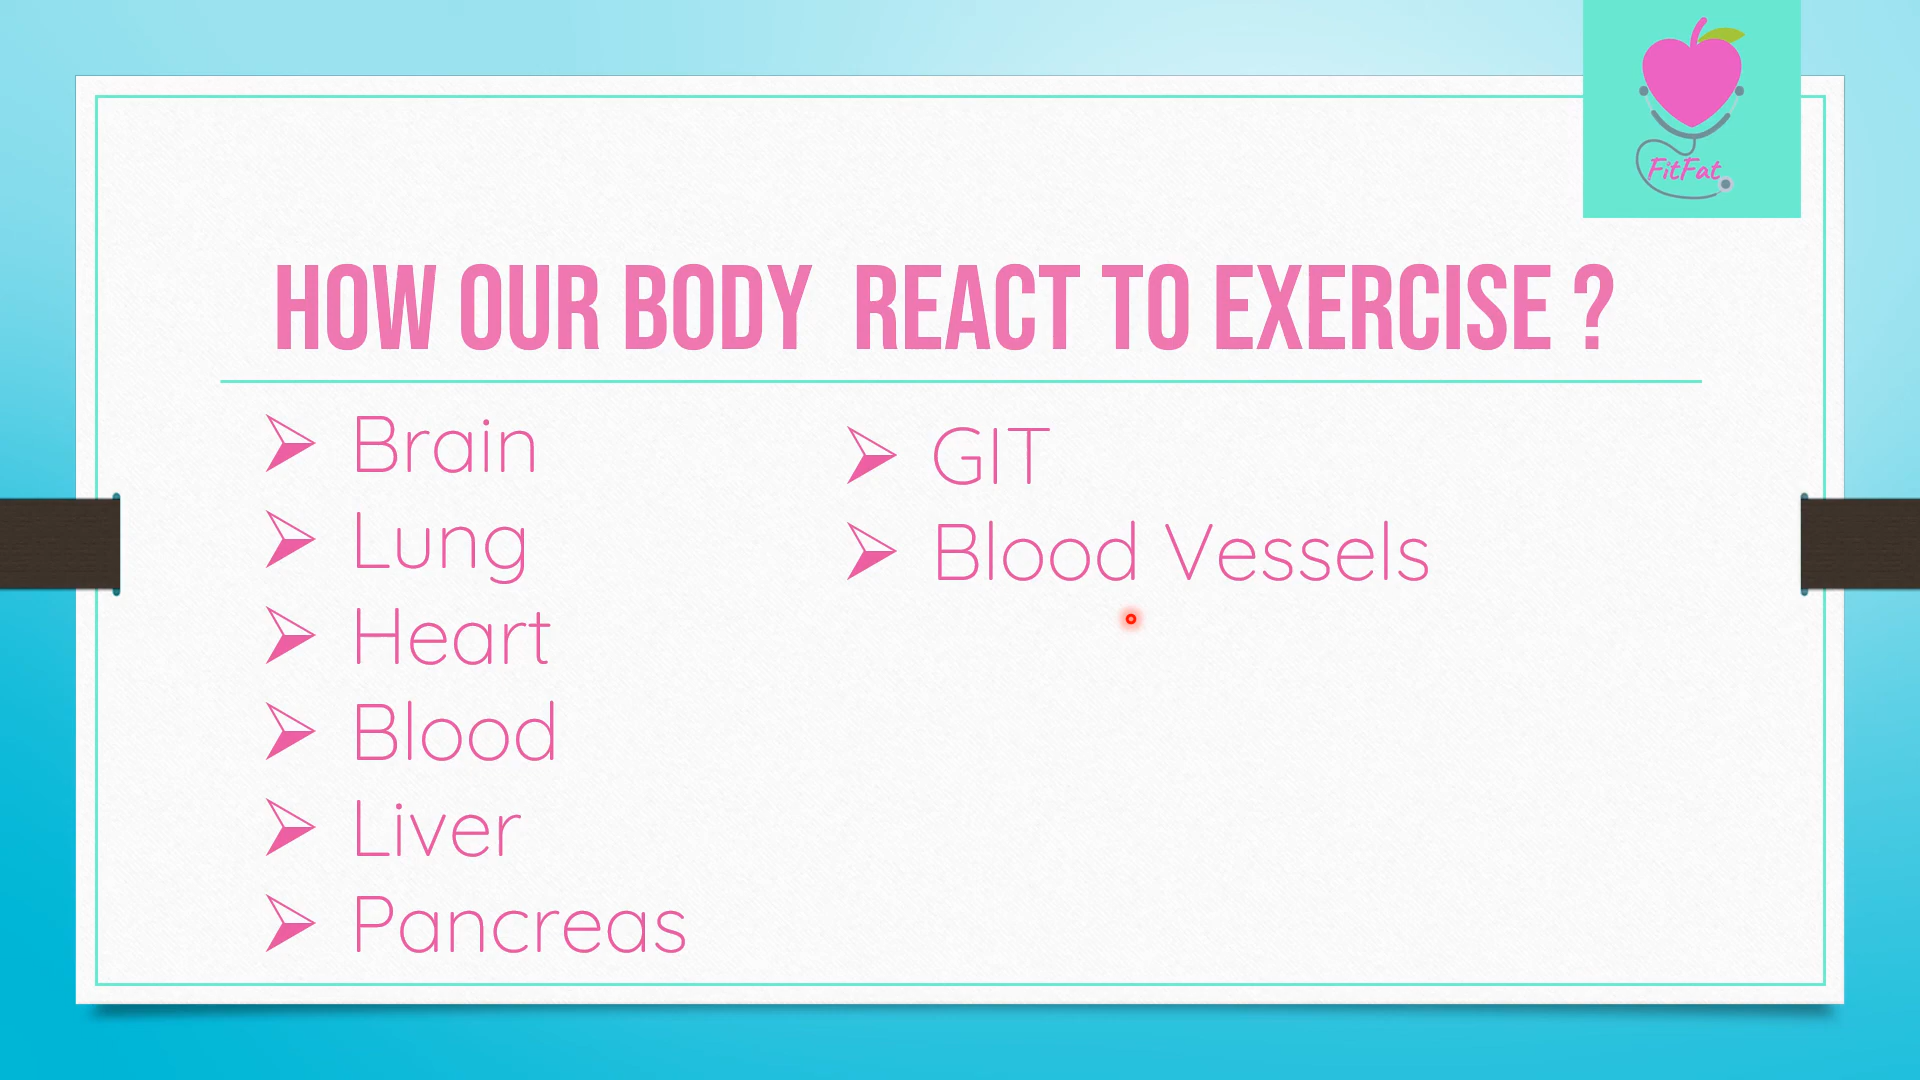 FitFat
HOW OUR BODY REACT TO EXERCISE ?
Brain
Lung
Heart
Blood
Liver
Pancreas
GIT
Blood Vessels